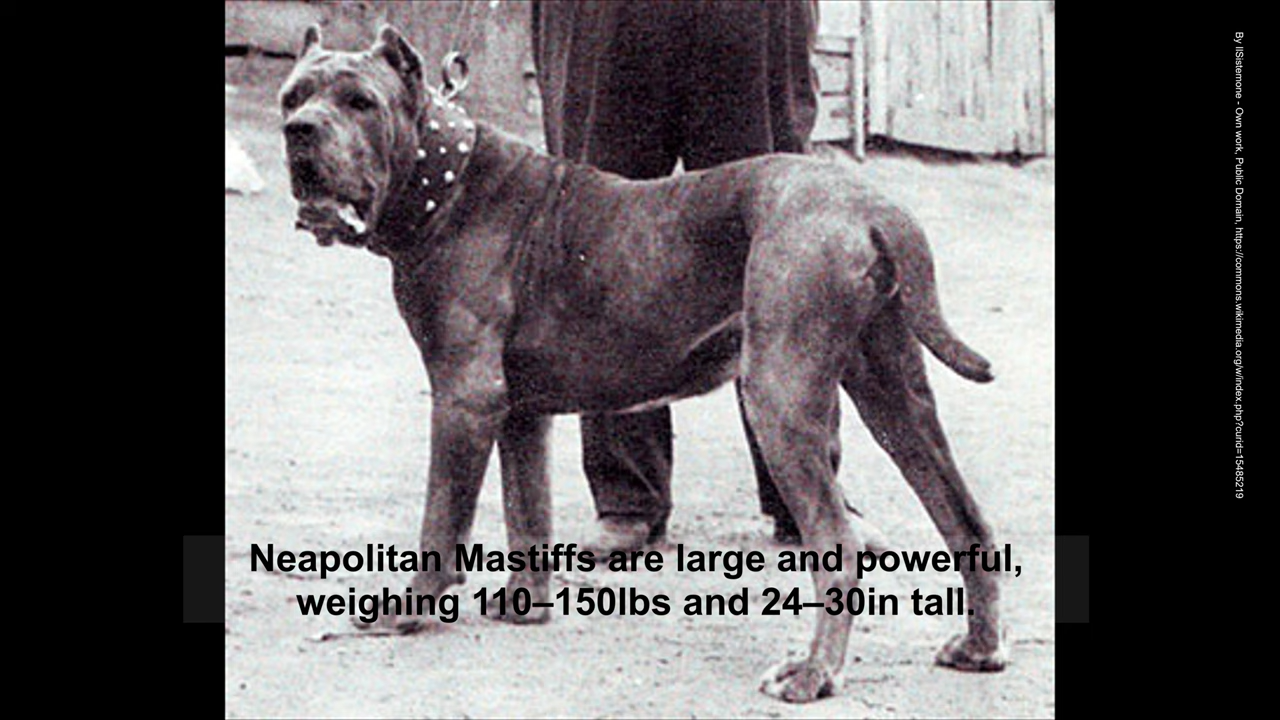 Neapolitan Mastiffs are large and powerful,
weighing 110–150lbs and 24–30in tall.
By IlSistemone - Own work, Public Domain, https://commons.wikimedia.org/w/index.php?curid=15485219